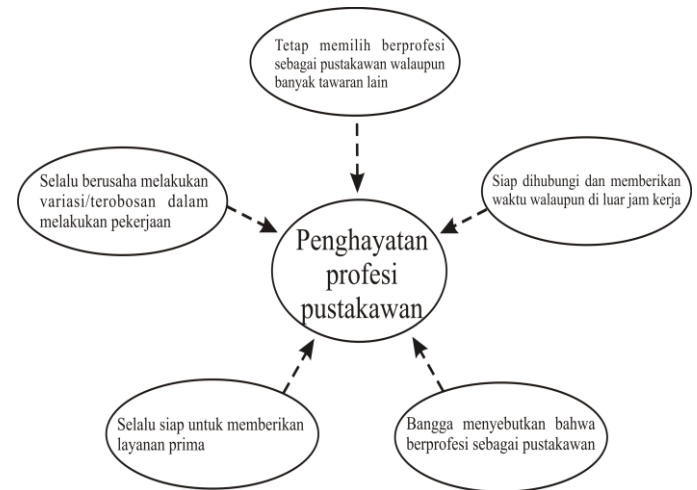 Tetap memilih berprofesi
sebagai pustakawan walaupun
banyak tawaran lain
Selalu berusaha melakukan
variasi/terobosan dalam
melakukan pekerjaan
Siap dihubungi dan memberikan
waktu walaupun di luar jam kerja
Penghayatan
profesi
pustakawan
Selalu siap untuk memberikan
layanan prima
Bangga menyebutkan bahwa
berprofesi sebagai pustakawan